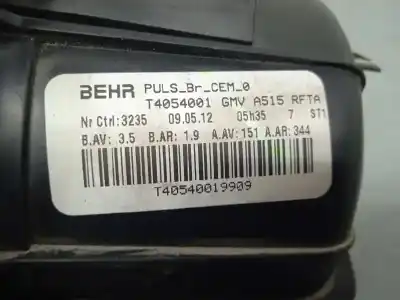 BEHR PULS_Br_CEM_0
T4054001 GMV A515 RFTA
Nr Ctrl:3235 09.05.12 05h35 7 ST1
B.AV: 3.5 B.AR: 1.9 A.AV:151 A.AR:344
T40540019909